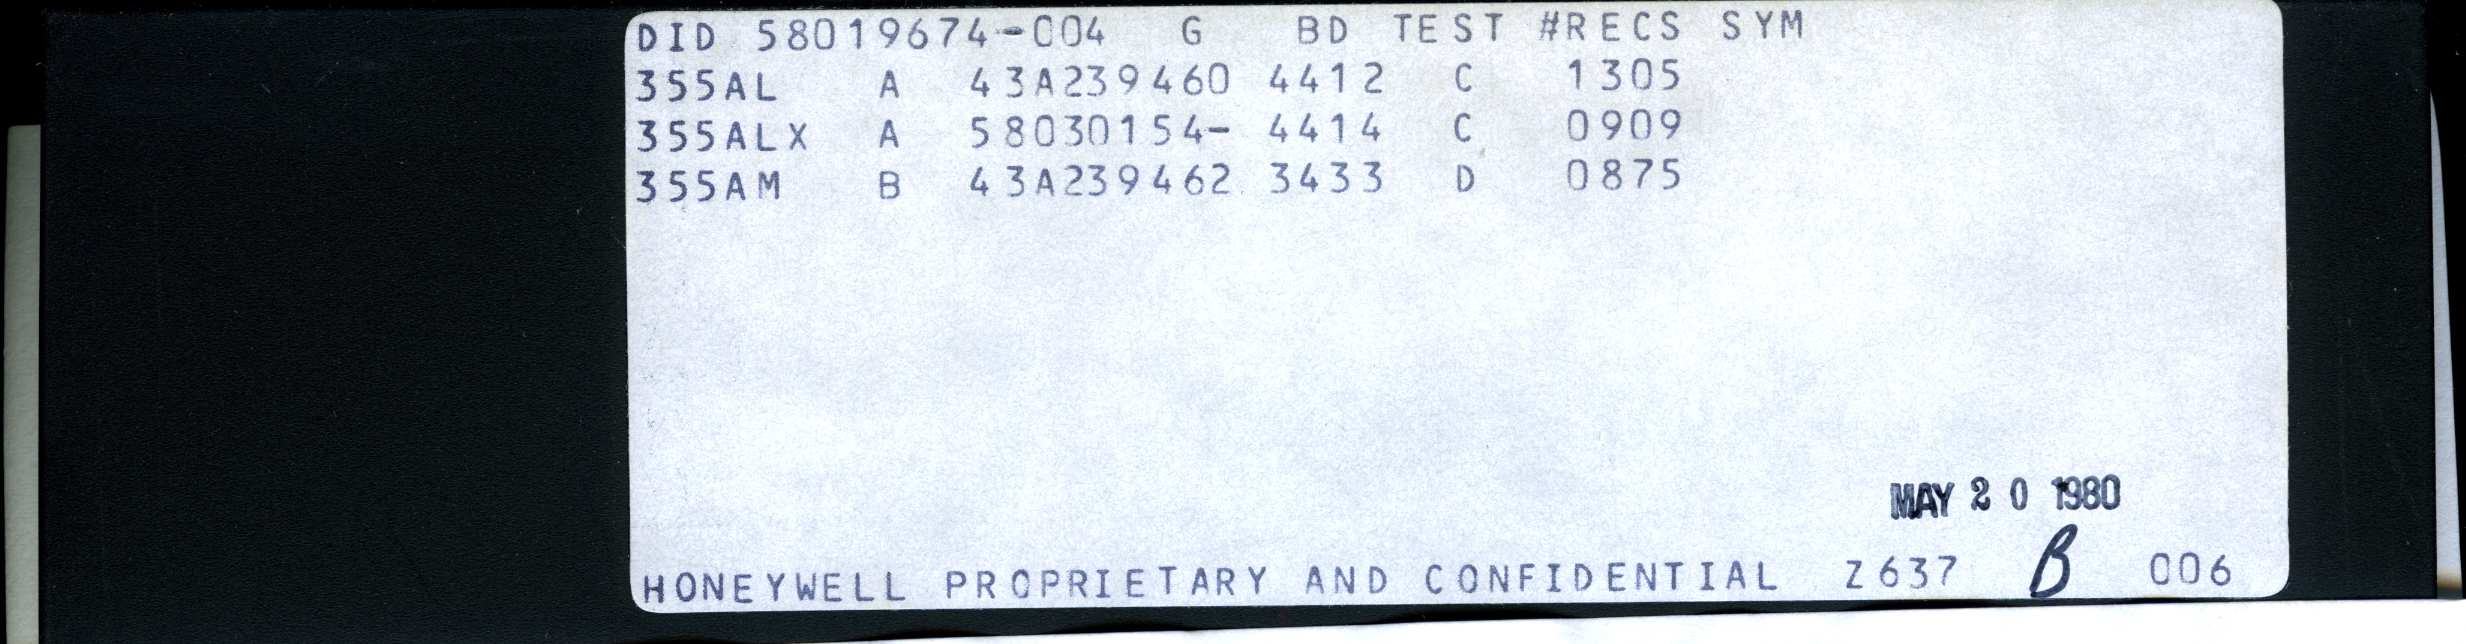 DID 58019674-004 G BD TEST #RECS SYM
355AL A 43A239460 4412 C 1305
355ALX A 58030154- 4414 C 0909
355AM B 43A239462 3433 D 0875
MAY 20 1980
HONEYWELL PROPRIETARY AND CONFIDENTIAL Z637 B 006